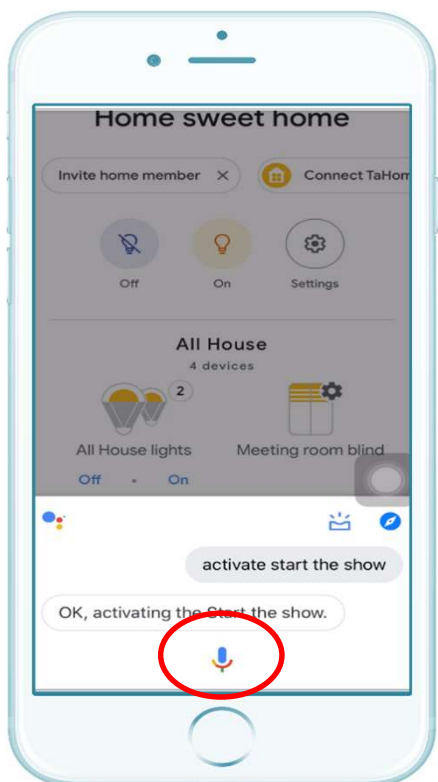 Home sweet home
Invite home member × Connect TaHom
Off On Settings
All House
4 devices
2
All House lights Meeting room blind
Off - On
activate start the show
OK, activating the Start the show.